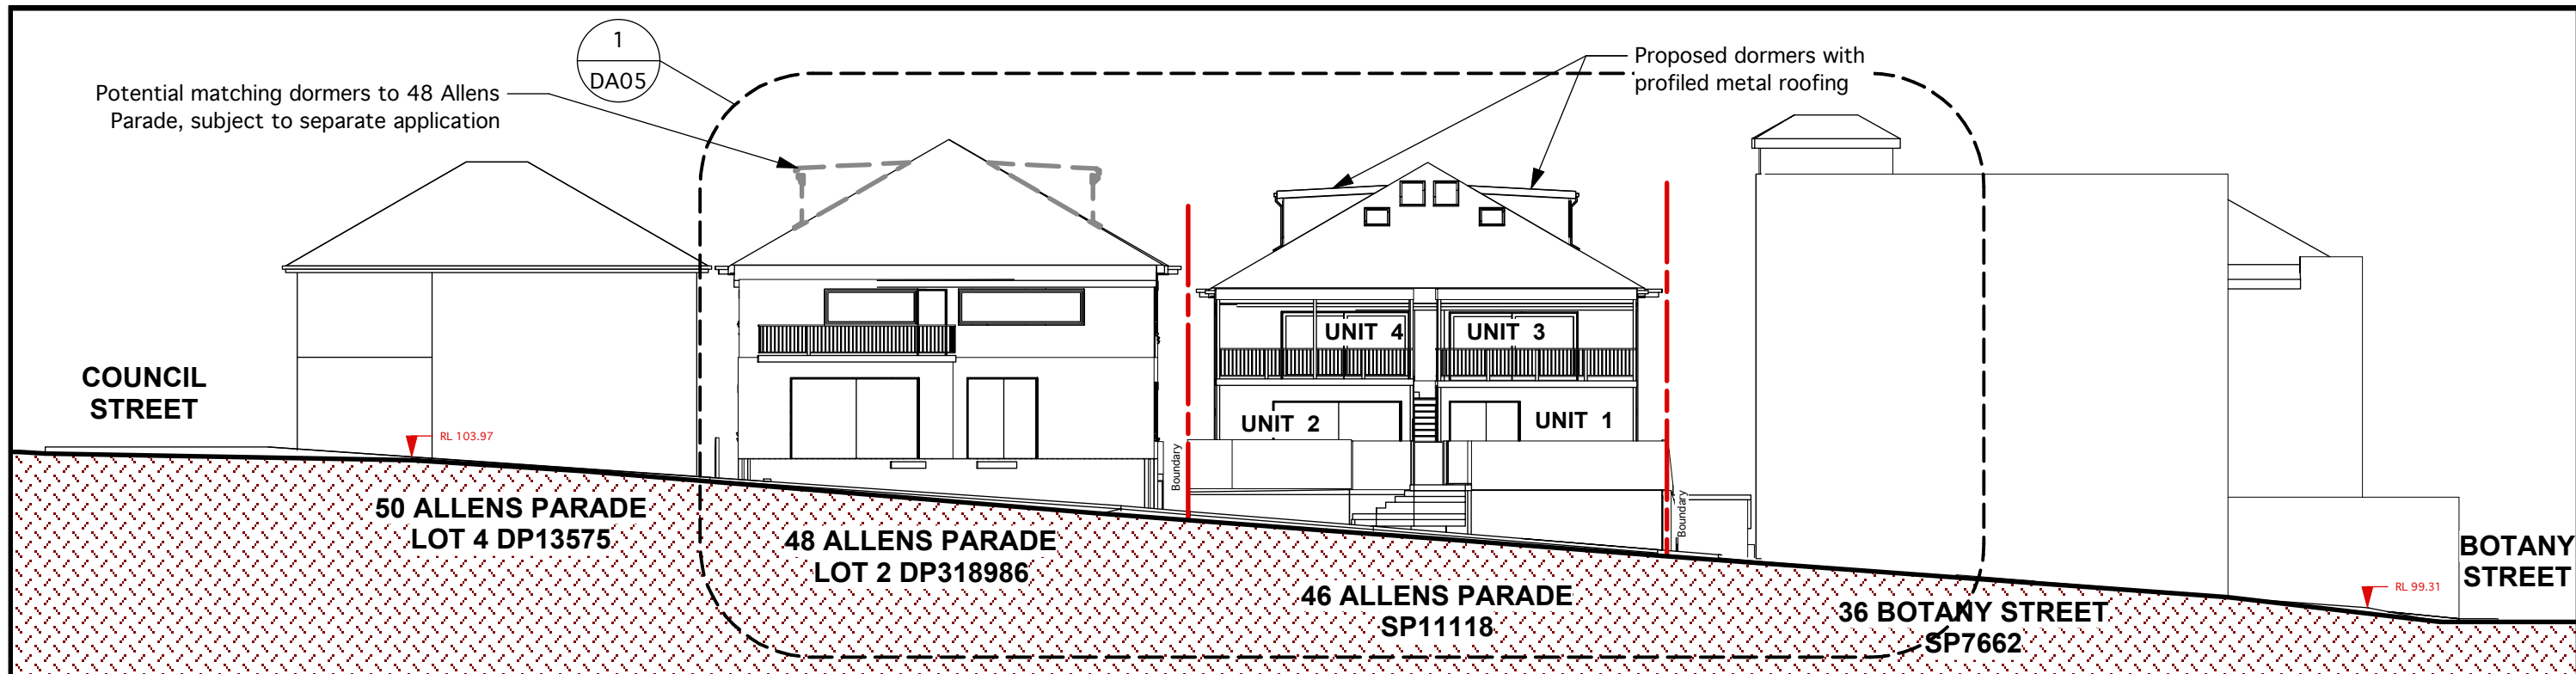 1
DA05
Potential matching dormers to 48 Allens
Parade, subject to separate application
Proposed dormers with
profiled metal roofing
COUNCIL
STREET
RL 103.97
UNIT 4
UNIT 3
UNIT 2
UNIT 1
Boundary
Boundary
50 ALLENS PARADE
LOT 4 DP13575
48 ALLENS PARADE
LOT 2 DP318986
46 ALLENS PARADE
SP11118
36 BOTANY STREET
SP7662
BOTANY
STREET
RL 99.31